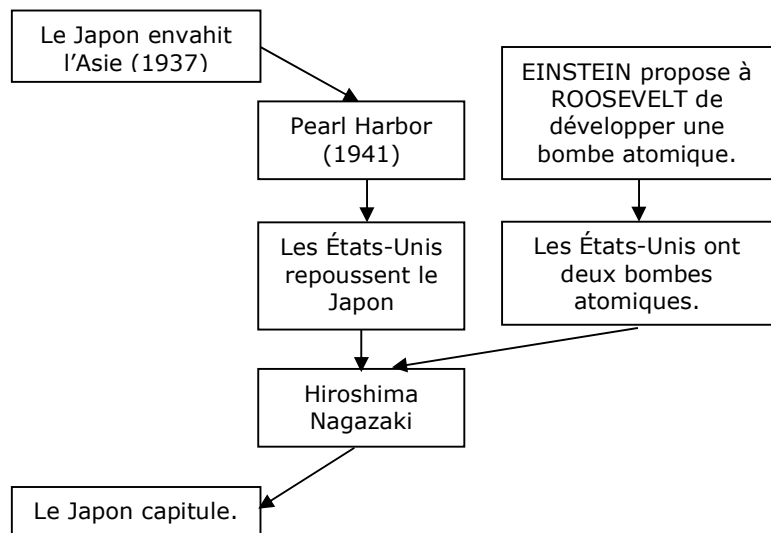 Le Japon envahit
l’Asie (1937)
EINSTEIN propose à
ROOSEVELT de
développer une
bombe atomique.
Pearl Harbor
(1941)
Les États-Unis
repoussent le
Japon
Les États-Unis ont
deux bombes
atomiques.
Hiroshima
Nagazaki
Le Japon capitule.